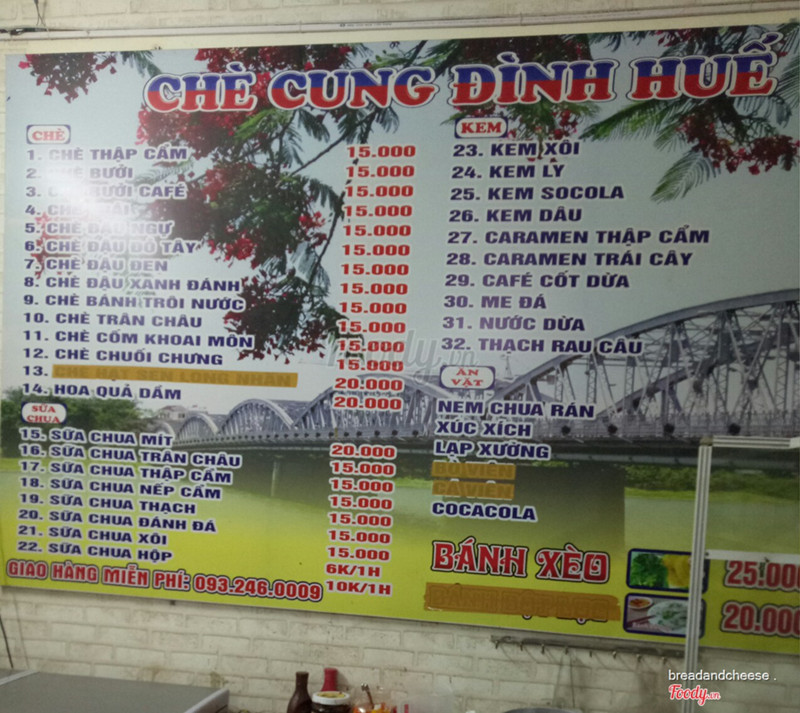 CHÈ CUNG ĐÌNH HUẾ
CHÈ
1. CHÈ THẬP CẨM 15.000
2. CHÈ BƯỞI 15.000
3. CHÈ BƯỞI CAFÉ 15.000
4. CHÈ 15.000
5. CHÈ ĐẬU NGỰ 15.000
6. CHÈ ĐẬU ĐỎ TÂY 15.000
7. CHÈ ĐẬU ĐEN 15.000
8. CHÈ ĐẬU XANH ĐÁNH 15.000
9. CHÈ BÁNH TRÔI NƯỚC 15.000
10. CHÈ TRÂN CHÂU 15.000
11. CHÈ CỐM KHOAI MÔN 15.000
12. CHÈ CHUỐI CHƯNG 15.000
13. CHÈ HẠT SEN LONG NHÃN 20.000
14. HOA QUẢ DẦM 20.000
SỮA CHUA
15. SỮA CHUA MÍT 20.000
16. SỮA CHUA TRÂN CHÂU 15.000
17. SỮA CHUA THẬP CẨM 15.000
18. SỮA CHUA NẾP CẨM 15.000
19. SỮA CHUA THẠCH 15.000
20. SỮA CHUA ĐÁNH ĐÁ 15.000
21. SỮA CHUA XÔI 15.000
22. SỮA CHUA HỘP 6K/1H
10K/1H
GIAO HÀNG MIỄN PHÍ: 093.246.0009
KEM
23. KEM XÔI
24. KEM LY
25. KEM SOCOLA
26. KEM DÂU
27. CARAMEN THẬP CẨM
28. CARAMEN TRÁI CÂY
29. CAFÉ CỐT DỪA
30. ME ĐÁ
31. NƯỚC DỪA
32. THẠCH RAU CÂU
ĂN VẶT
NEM CHUA RÁN
XÚC XÍCH
LẠP XƯỞNG
BÒ VIÊN
CÁ VIÊN
COCACOLA
BÁNH XÈO 25.000
20.000
Foody.vn
breadandcheese .
Foody.vn